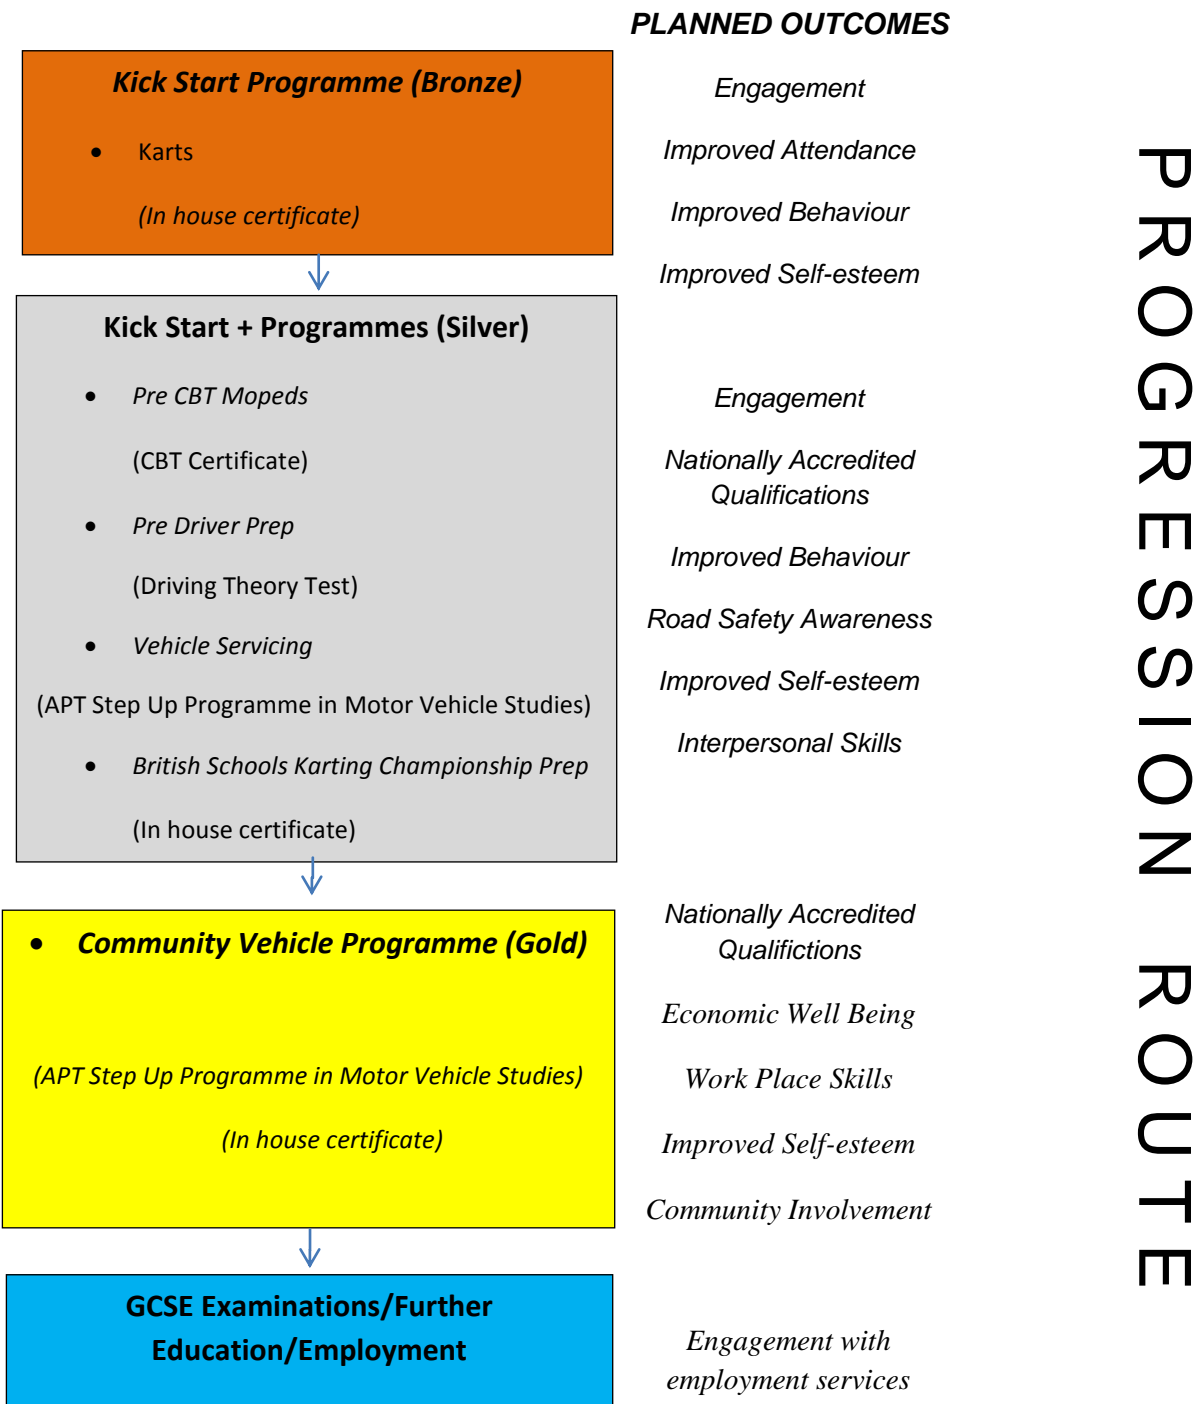 PLANNED OUTCOMES
Kick Start Programme (Bronze)
• Karts
(In house certificate)
Engagement
Improved Attendance
Improved Behaviour
Improved Self-esteem
Kick Start + Programmes (Silver)
• Pre CBT Mopeds
(CBT Certificate)
• Pre Driver Prep
(Driving Theory Test)
• Vehicle Servicing
(APT Step Up Programme in Motor Vehicle Studies)
• British Schools Karting Championship Prep
(In house certificate)
Engagement
Nationally Accredited
Qualifications
Improved Behaviour
Road Safety Awareness
Improved Self-esteem
Interpersonal Skills
• Community Vehicle Programme (Gold)
(APT Step Up Programme in Motor Vehicle Studies)
(In house certificate)
Nationally Accredited
Qualifictions
Economic Well Being
Work Place Skills
Improved Self-esteem
Community Involvement
GCSE Examinations/Further
Education/Employment
Engagement with
employment services
PROGRESSION ROUTE